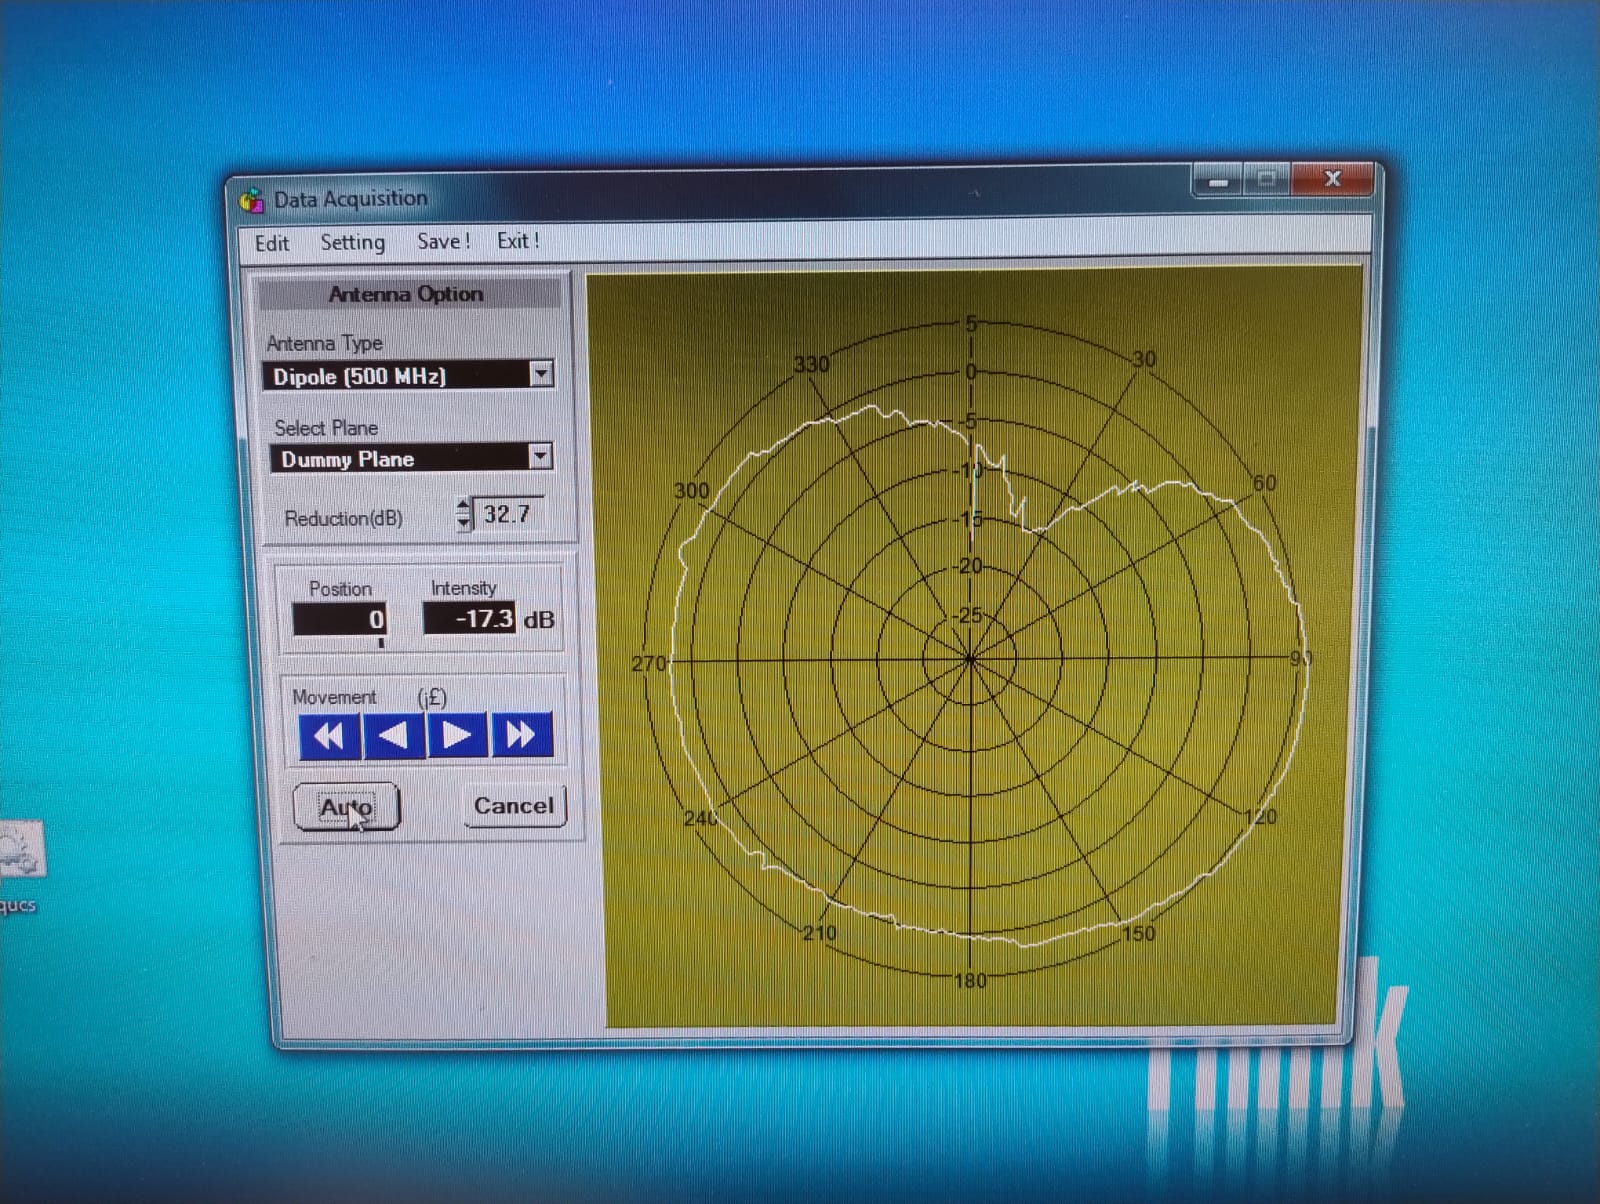 Data Acquisition
Edit Setting Save! Exit!
Antenna Option
Antenna Type
Dipole (500 MHz)
Select Plane
Dummy Plane
Reduction(dB) 32.7
Position Intensity
0 -17.3 dB
Movement (¡£)
Auto Cancel
5
330 30
0
-5
-10
300 60
-15
-20
-25
270 90
240 120
210 150
180
qucs